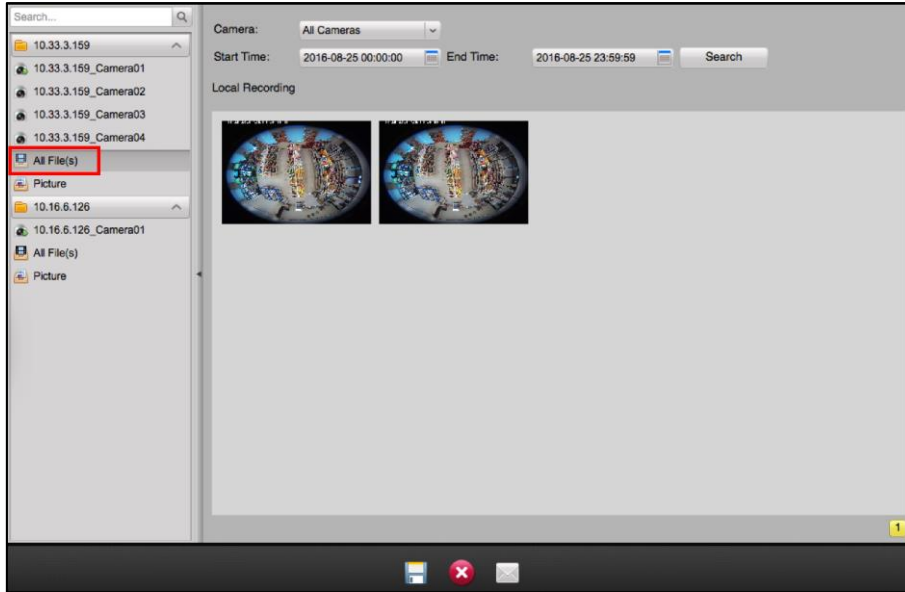 Search...
10.33.3.159
10.33.3.159_Camera01
10.33.3.159_Camera02
10.33.3.159_Camera03
10.33.3.159_Camera04
All File(s)
Picture
10.16.6.126
10.16.6.126_Camera01
All File(s)
Picture
Camera: All Cameras
Start Time: 2016-08-25 00:00:00 End Time: 2016-08-25 23:59:59 Search
Local Recording
1